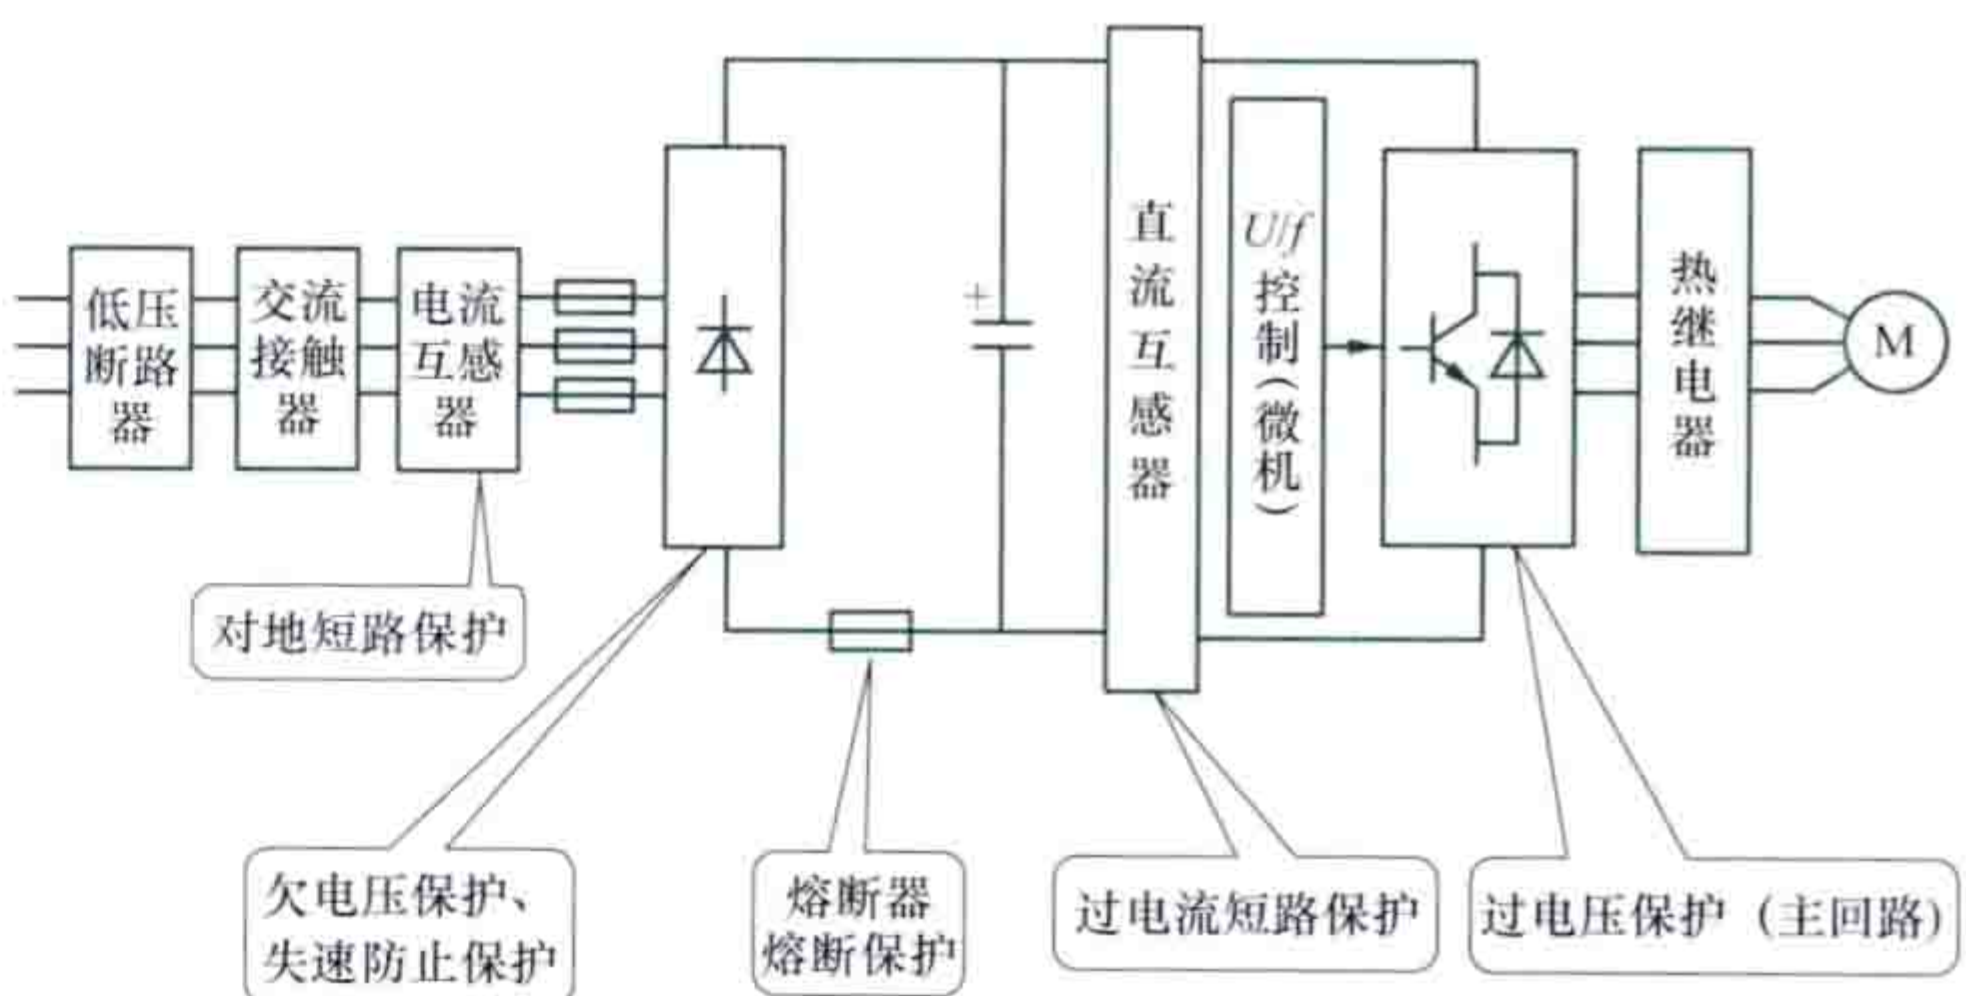 低压
断路
器
交流
接触
器
电流
互感
器
直
流
互
感
器
U/f
控
制
(微
机)
热
继
电
器
M
+
对地短路保护
欠电压保护、
失速防止保护
熔断器
熔断保护
过电流短路保护
过电压保护（主回路)